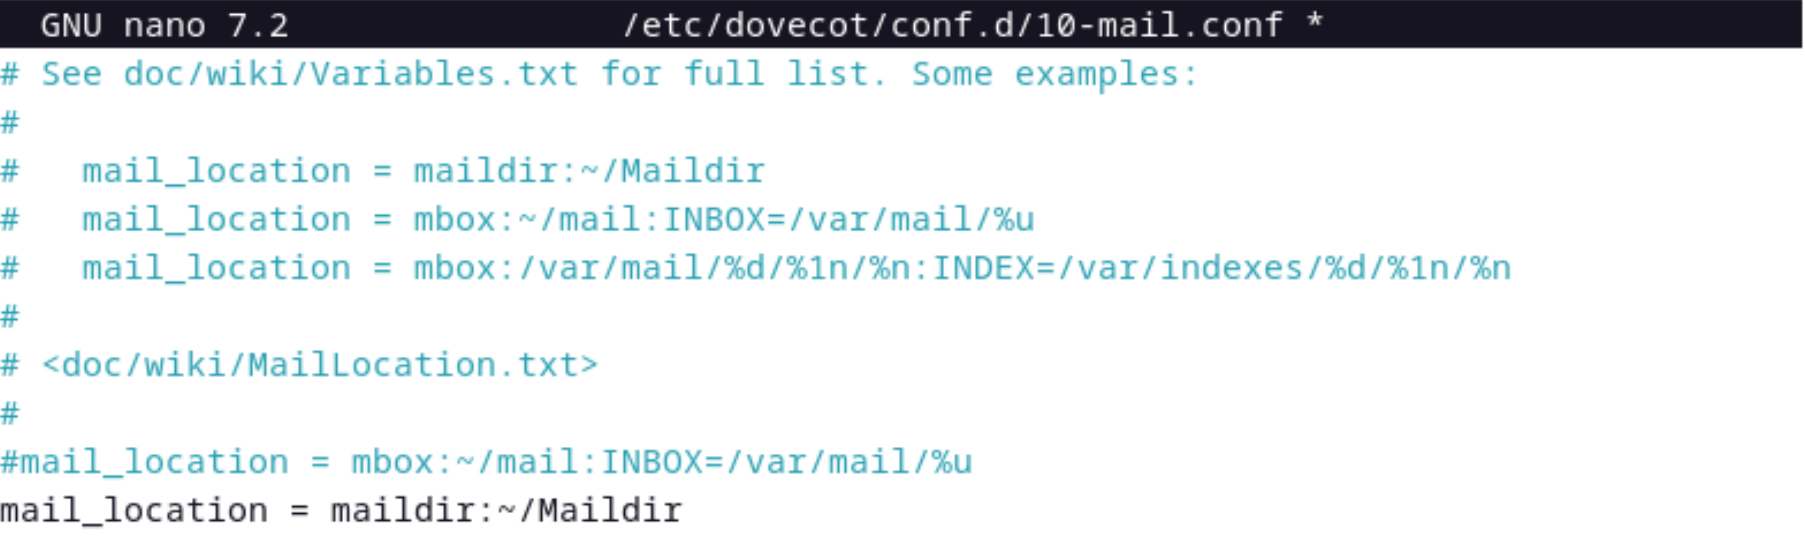 GNU nano 7.2 /etc/dovecot/conf.d/10-mail.conf *
# See doc/wiki/Variables.txt for full list. Some examples:
#
#   mail_location = maildir:~/Maildir
#   mail_location = mbox:~/mail:INBOX=/var/mail/%u
#   mail_location = mbox:/var/mail/%d/%1n/%n:INDEX=/var/indexes/%d/%1n/%n
#
# <doc/wiki/MailLocation.txt>
#
#mail_location = mbox:~/mail:INBOX=/var/mail/%u
mail_location = maildir:~/Maildir